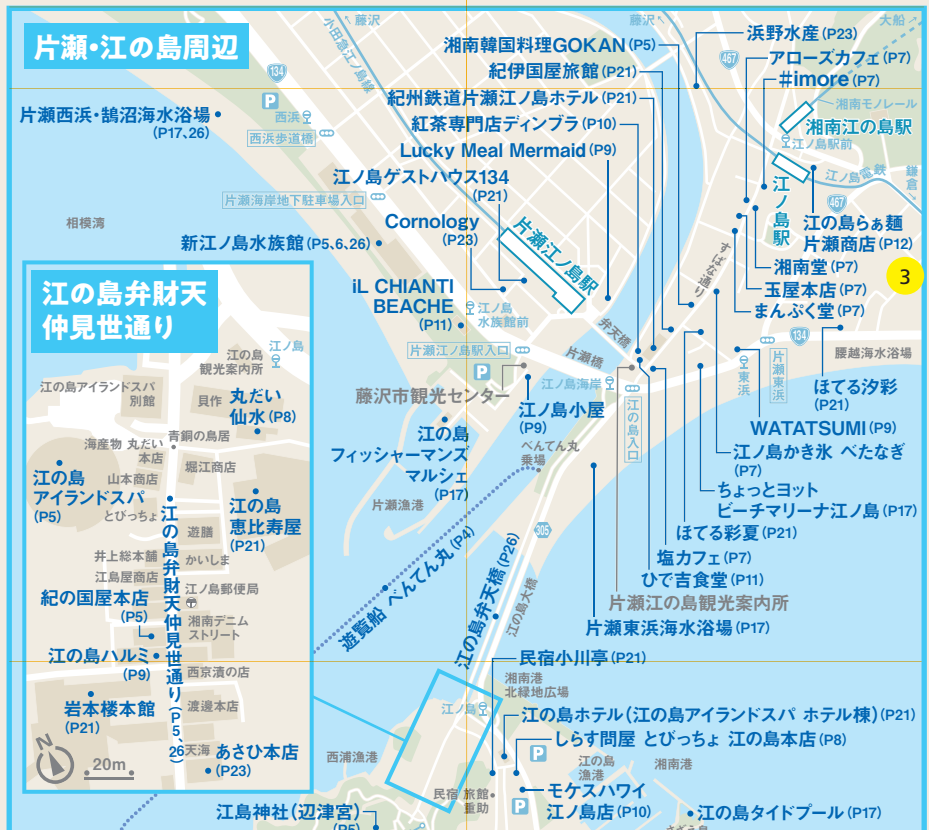 片瀬・江の島周辺
藤沢
小田急江ノ島線
134
P
西浜
西浜歩道橋
片瀬西浜・鵠沼海水浴場
(P17、26)
片瀬海岸地下駐車場入口
相模湾
新江ノ島水族館(P5、6、26)
藤沢
湘南韓国料理GOKAN(P5)
紀伊国屋旅館(P21)
紀州鉄道片瀬江ノ島ホテル(P21)
紅茶専門店ディンブラ(P10)
Lucky Meal Mermaid(P9)
江ノ島ゲストハウス134
(P21)
Cornology
(P23)
片瀬江ノ島駅
iL CHIANTI
BEACHE
(P11)
江ノ島
水族館前
片瀬江ノ島駅入口
P
藤沢市観光センター
江の島
フィッシャーマンズ
マルシェ
(P17)
片瀬漁港
江ノ島小屋
(P9)
べんてん丸
乗場
弁天橋
片瀬橋
江ノ島海岸
江の島入口
467
浜野水産(P23)
大船
アローズカフェ(P7)
#imore(P7)
湘南モノレール
湘南江の島駅
江ノ島駅前
江ノ島電鉄
鎌倉
江ノ島駅
467
江の島らぁ麺
片瀬商店(P12)
湘南堂(P7)
玉屋本店(P7)
まんぷく堂(P7)
すばな通り
3
134
腰越海水浴場
東浜
片瀬東浜
ほてる汐彩
(P21)
WATATSUMI(P9)
江ノ島かき氷 べたなぎ
(P7)
ちょっとヨット
ビーチマリーナ江ノ島(P17)
ほてる彩夏(P21)
塩カフェ(P7)
ひで吉食堂(P11)
片瀬江の島観光案内所
片瀬東浜海水浴場(P17)
305
遊覧船 べんてん丸(P4)
江の島弁天橋(P26)
江の島大橋
民宿小川亭(P21)
湘南港
北緑地広場
江ノ島
江の島ホテル(江の島アイランドスパ ホテル棟)(P21)
しらす問屋 とびっちょ 江の島本店(P8)
P
江の島
漁港
湘南港
西浦漁港
民宿 旅館
重助
P
モケスハワイ
江ノ島店(P10)
江の島タイドプール(P17)
江島神社(辺津宮)
(P5)
さざえ島
江の島弁財天
仲見世通り
江の島
観光案内所
江ノ島
江の島アイランドスパ
別館
貝作
丸だい
仙水(P8)
青銅の鳥居
海産物 丸だい
本店
堀江商店
江の島
アイランドスパ
(P5)
山本商店
とびっちょ
江の島
恵比寿屋
(P21)
遊膳
井上総本舗
かいしま
江島屋商店
江ノ島郵便局
紀の国屋本店
(P5)
湘南デニム
ストリート
江の島ハルミ
(P9)
江の島弁財天仲見世通り(P5、26)
西京漬の店
岩本楼本館
(P21)
渡邊本店
天海
あさひ本店
(P23)
N
20m